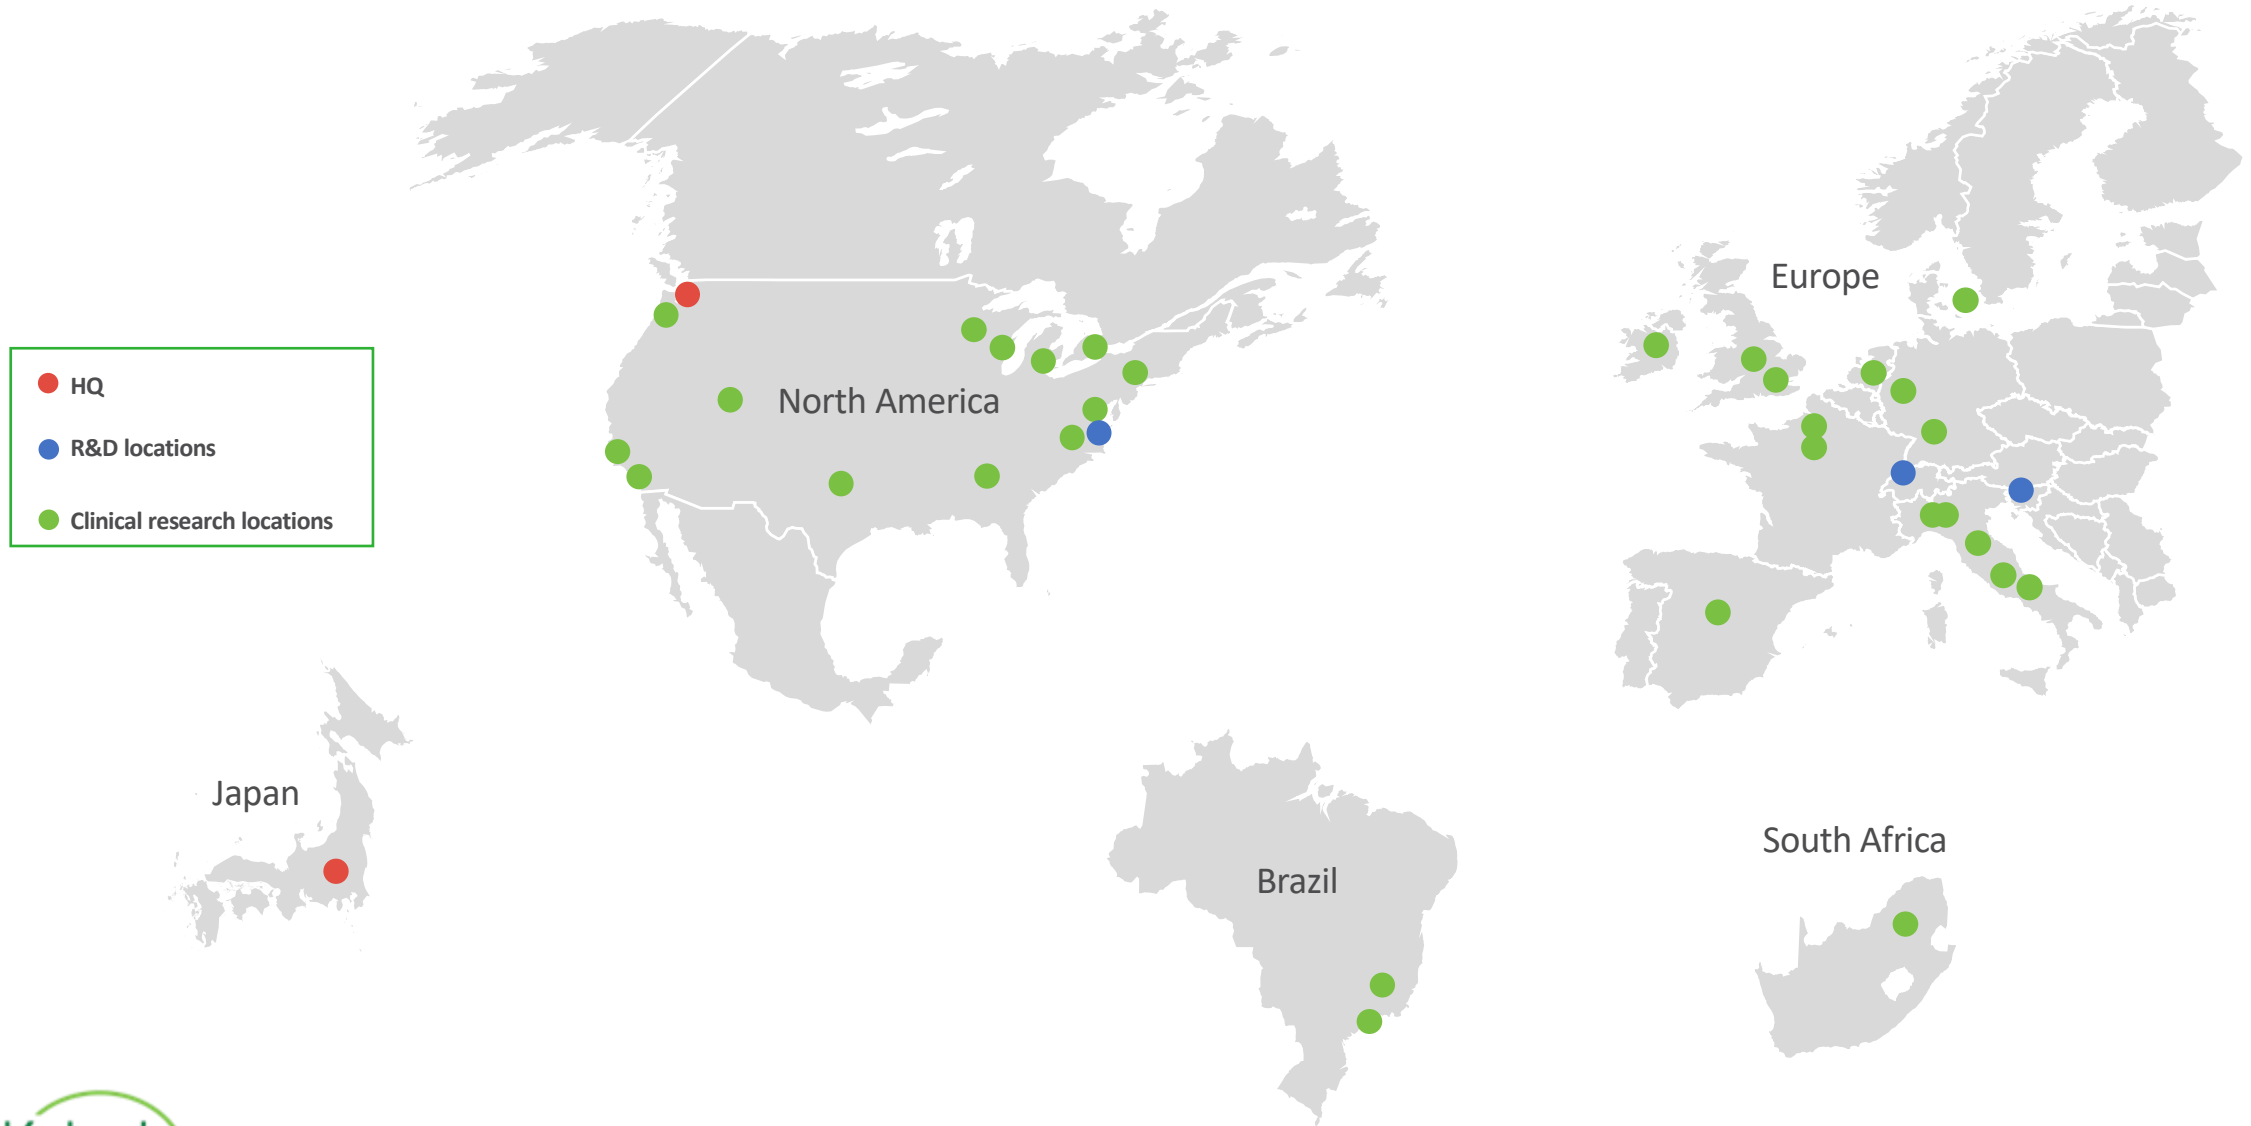 Europe
North America
HQ
R&D locations
Clinical research locations
Japan
South Africa
Brazil